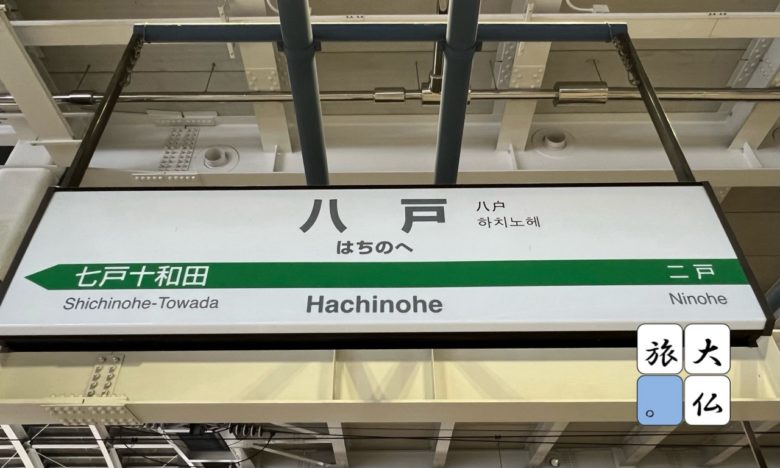 八戸
八户
하치노헤
はちのへ
七戸十和田 二戸
Shichinohe-Towada Hachinohe Ninohe
大仏
旅。